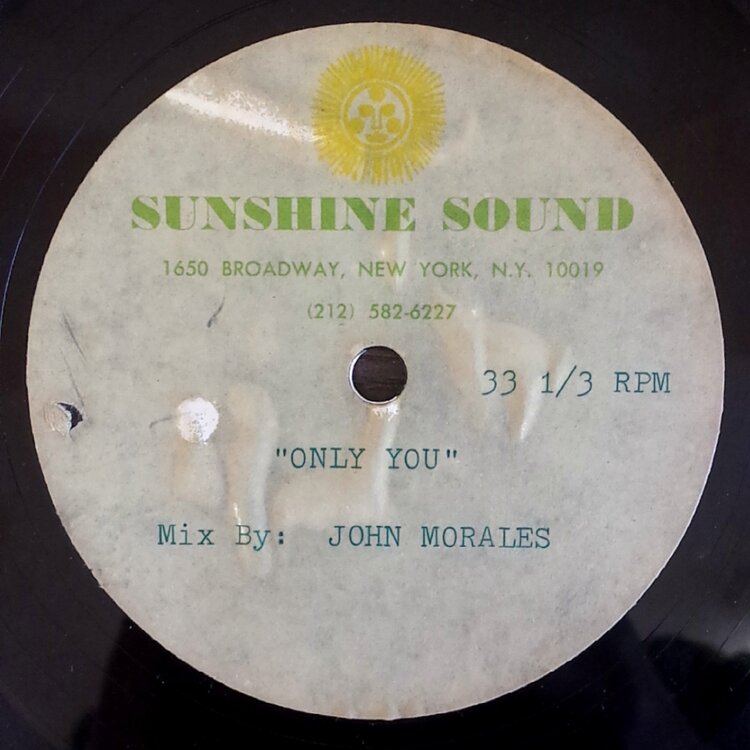 SUNSHINE SOUND
1650 BROADWAY, NEW YORK, N.Y. 10019
(212) 582-6227
33 1/3 RPM
"ONLY YOU"
Mix By: JOHN MORALES